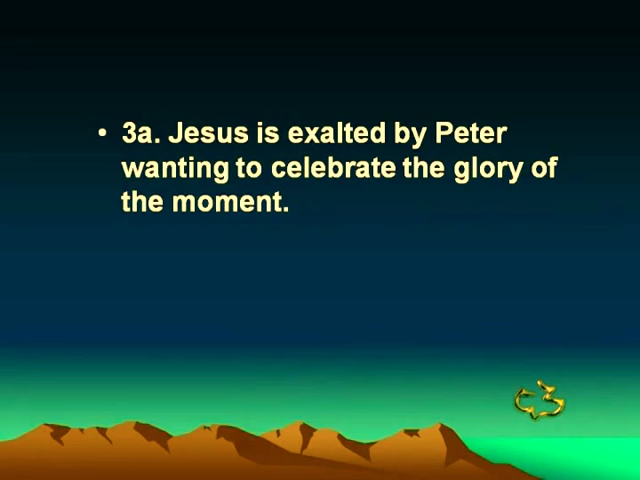 • 3a. Jesus is exalted by Peter
wanting to celebrate the glory of
the moment.